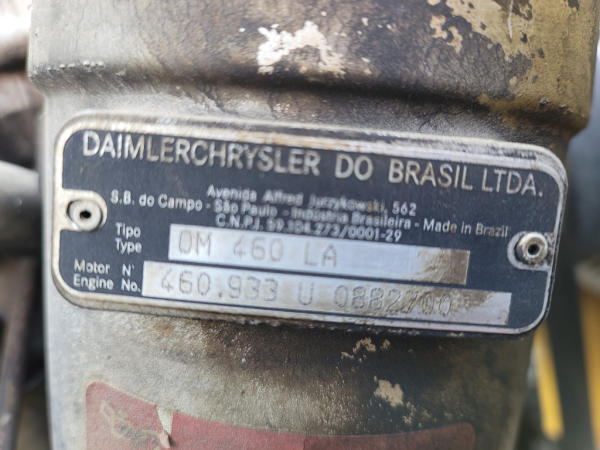 DAIMLERCHRYSLER DO BRASIL LTDA.
Avenida Alfred Jurzykowski, 562
S.B. do Campo - São Paulo - Indústria Brasileira - Made in Brazil
C.N.P.J. 59.104.273/0001-29
Tipo
Type
OM 460 LA
Motor N°
Engine No.
460.933 U 0882700